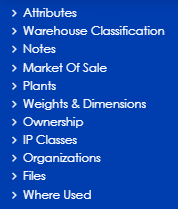 Attributes
Warehouse Classification
Notes
Market Of Sale
Plants
Weights & Dimensions
Ownership
IP Classes
Organizations
Files
Where Used